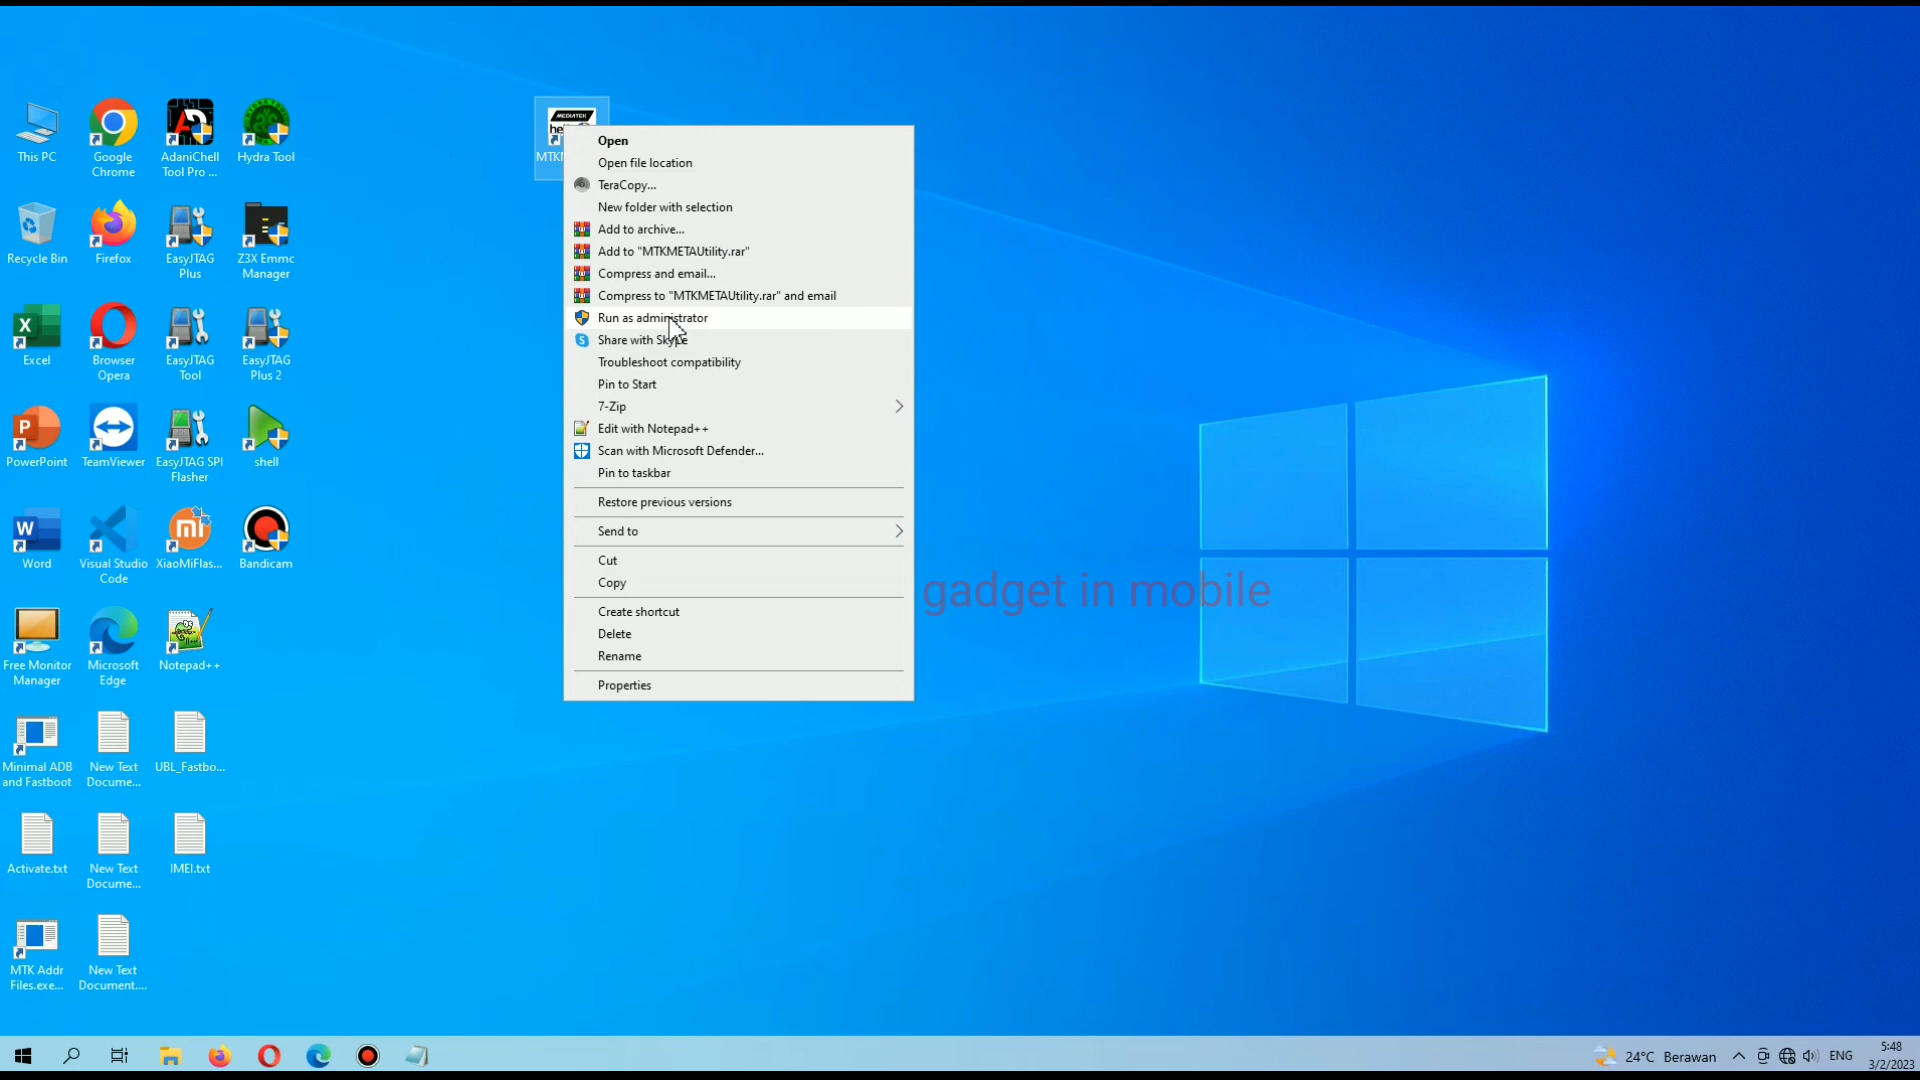 This PC
Google
Chrome
AdaniChell
Tool Pro ...
Hydra Tool
Recycle Bin
Firefox
EasyJTAG
Plus
Z3X Emmc
Manager
Excel
Browser
Opera
EasyJTAG
Tool
EasyJTAG
Plus 2
PowerPoint
TeamViewer
EasyJTAG SPI
Flasher
shell
Word
Visual Studio
Code
XiaoMiFlas...
Bandicam
Free Monitor
Manager
Microsoft
Edge
Notepad++
Minimal ADB
and Fastboot
New Text
Docume...
UBL_Fastbo...
Activate.txt
New Text
Docume...
IMEI.txt
MTK Addr
Files.exe...
New Text
Document....
MEDIATEK
Open
Open file location
TeraCopy...
New folder with selection
Add to archive...
Add to "MTKMETAUtility.rar"
Compress and email...
Compress to "MTKMETAUtility.rar" and email
Run as administrator
Share with Skype
Troubleshoot compatibility
Pin to Start
7-Zip
Edit with Notepad++
Scan with Microsoft Defender...
Pin to taskbar
Restore previous versions
Send to
Cut
Copy
Create shortcut
Delete
Rename
Properties
gadget in mobile
24°C Berawan
ENG
5:48
3/2/2023